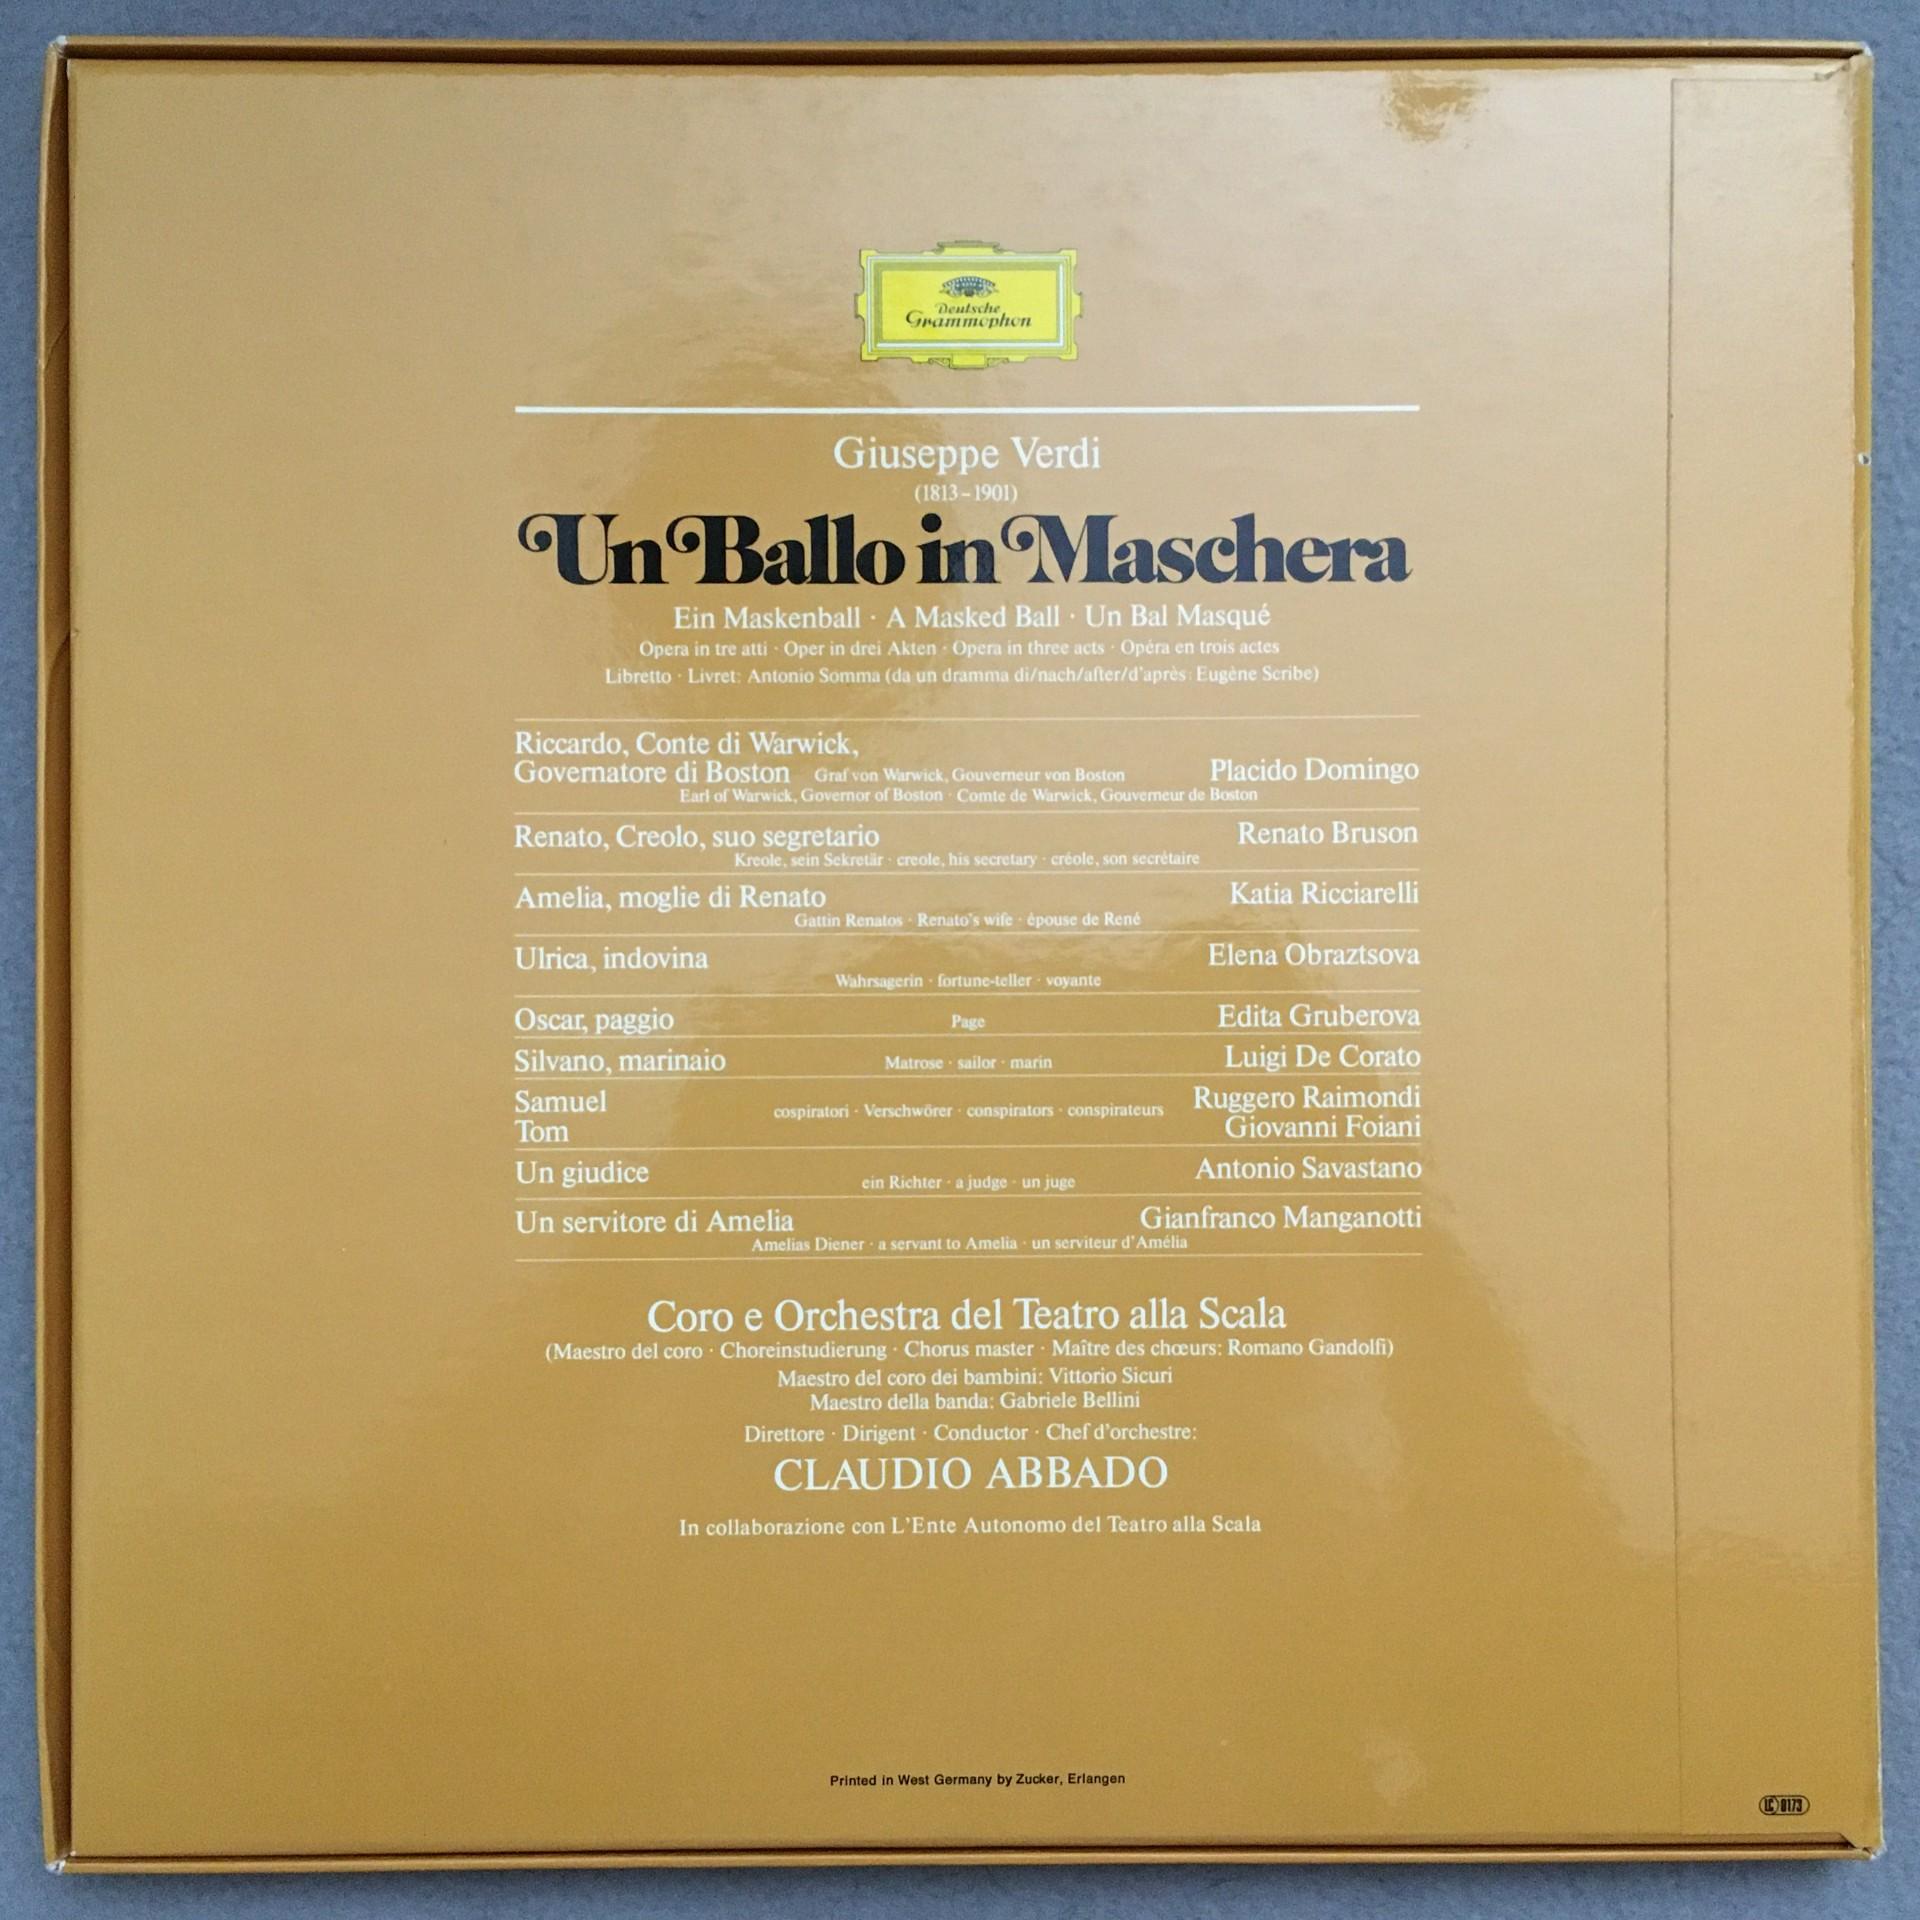 Deutsche
Grammophon
Giuseppe Verdi
(1813–1901)
Un Ballo in Maschera
Ein Maskenball · A Masked Ball · Un Bal Masqué
Opera in tre atti · Oper in drei Akten · Opera in three acts · Opéra en trois actes
Libretto · Livret: Antonio Somma (da un dramma di/nach/after/d'après: Eugène Scribe)
Riccardo, Conte di Warwick,
Governatore di Boston Graf von Warwick, Gouverneur von Boston Placido Domingo
Earl of Warwick, Governor of Boston · Comte de Warwick, Gouverneur de Boston
Renato, Creolo, suo segretario Renato Bruson
Kreole, sein Sekretär · creole, his secretary · créole, son secrétaire
Amelia, moglie di Renato Katia Ricciarelli
Gattin Renatos · Renato's wife · épouse de René
Ulrica, indovina Elena Obraztsova
Wahrsagerin · fortune-teller · voyante
Oscar, paggio Page Edita Gruberova
Silvano, marinaio Matrose · sailor · marin Luigi De Corato
Samuel Ruggero Raimondi
cospiratori · Verschwörer · conspirators · conspirateurs
Tom Giovanni Foiani
Un giudice ein Richter · a judge · un juge Antonio Savastano
Un servitore di Amelia Gianfranco Manganotti
Amelias Diener · a servant to Amelia · un serviteur d'Amélia
Coro e Orchestra del Teatro alla Scala
(Maestro del coro · Choreinstudierung · Chorus master · Maître des chœurs: Romano Gandolfi)
Maestro del coro dei bambini: Vittorio Sicuri
Maestro della banda: Gabriele Bellini
Direttore · Dirigent · Conductor · Chef d'orchestre:
CLAUDIO ABBADO
In collaborazione con L'Ente Autonomo del Teatro alla Scala
Printed in West Germany by Zucker, Erlangen
LC 0173